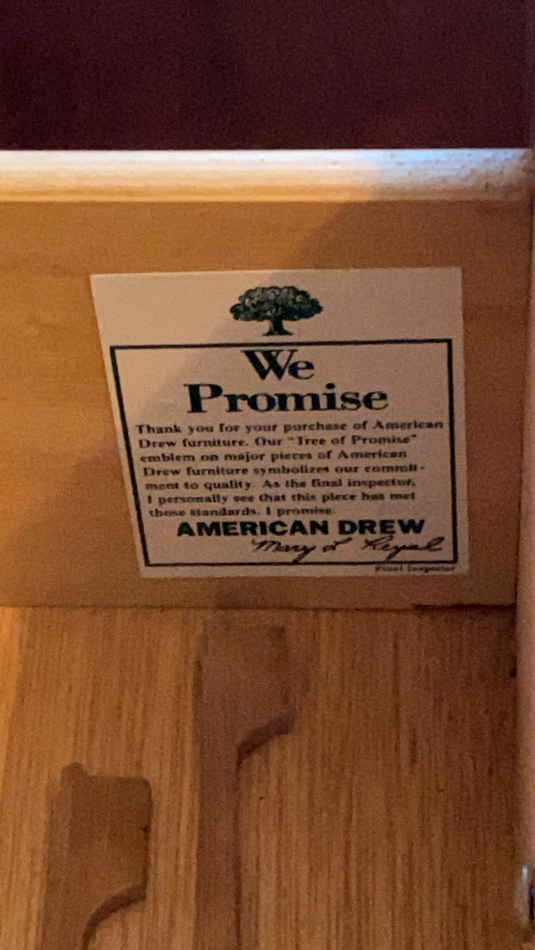 We
Promise
Thank you for your purchase of American
Drew furniture. Our "Tree of Promise"
emblem on major pieces of American
Drew furniture symbolizes our commit-
ment to quality. As the final inspector,
I personally see that this piece has met
those standards. I promise.
AMERICAN DREW
Mary L
Final Inspector